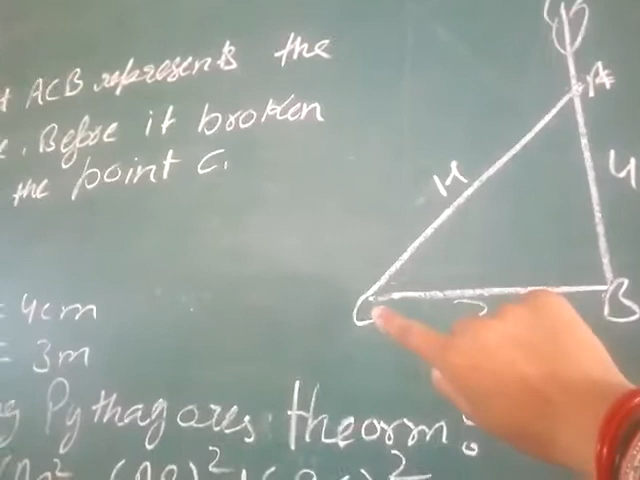 ACB represents the
. Before it broken
the point C.
= 4cm
= 3m
Pythagores theorm:
A
H
4
C
B